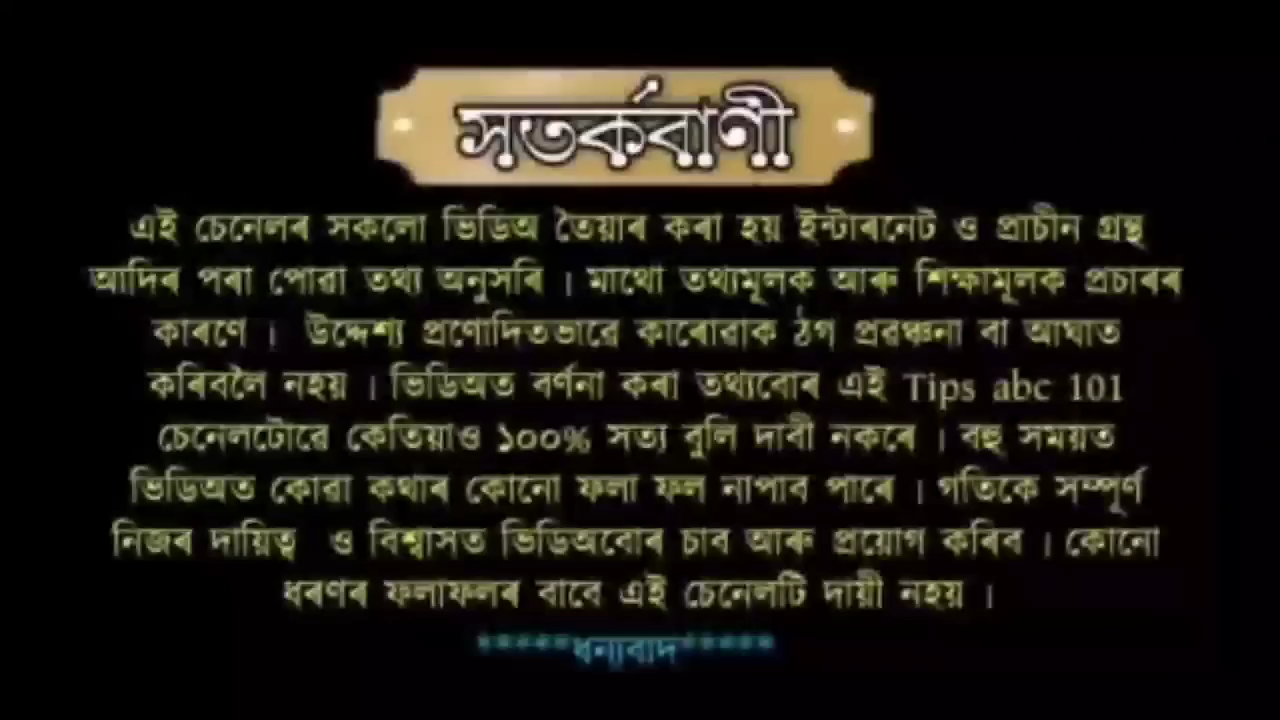 সতৰ্কবাণী
এই চেনেলৰ সকলো ভিডিঅ তৈয়াৰ কৰা হয় ইন্টাৰনেট ও প্ৰাচীন গ্ৰন্থ
আদিৰ পৰা পোৱা তথ্য অনুসৰি । মাথো তথ্যমূলক আৰু শিক্ষামূলক প্ৰচাৰৰ
কাৰণে । উদ্দেশ্য প্ৰণোদিতভাৱে কাৰোৱাক ঠগ প্ৰৱঞ্চনা বা আঘাত
কৰিবলৈ নহয় । ভিডিঅত বৰ্ণনা কৰা তথ্যবোৰ এই Tips abc 101
চেনেলটোৱে কেতিয়াও ১০০% সত্য বুলি দাবী নকৰে । বহু সময়ত
ভিডিঅত কোৱা কথাৰ কোনো ফলা ফল নাপাব পাৰে । গতিকে সম্পূৰ্ণ
নিজৰ দায়িত্ব ও বিশ্বাসত ভিডিঅবোৰ চাব আৰু প্ৰয়োগ কৰিব । কোনো
ধৰণৰ ফলাফলৰ বাবে এই চেনেলটি দায়ী নহয় ।
*****ধন্যবাদ*****